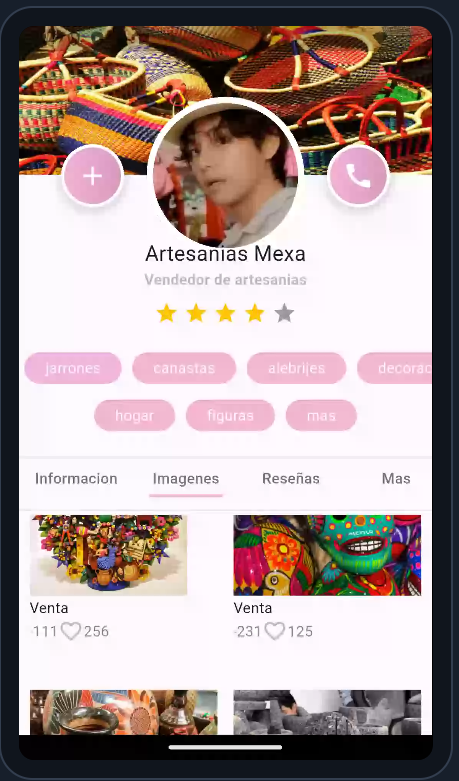 Artesanias Mexa
Vendedor de artesanias
jarrones canastas alebrijes decorac
hogar figuras mas
Informacion Imagenes Reseñas Mas
Venta Venta
111 256 231 125